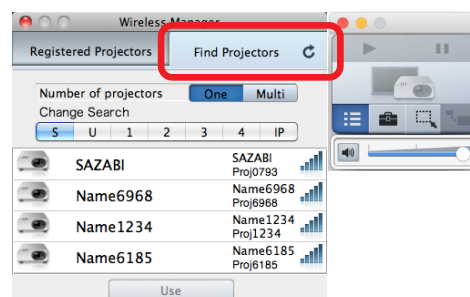 Wireless Manager
Registered Projectors Find Projectors
Number of projectors One Multi
Change Search
S U 1 2 3 4 IP
SAZABI SAZABI
Proj0793
Name6968 Name6968
Proj6968
Name1234 Name1234
Proj1234
Name6185 Name6185
Proj6185
Use